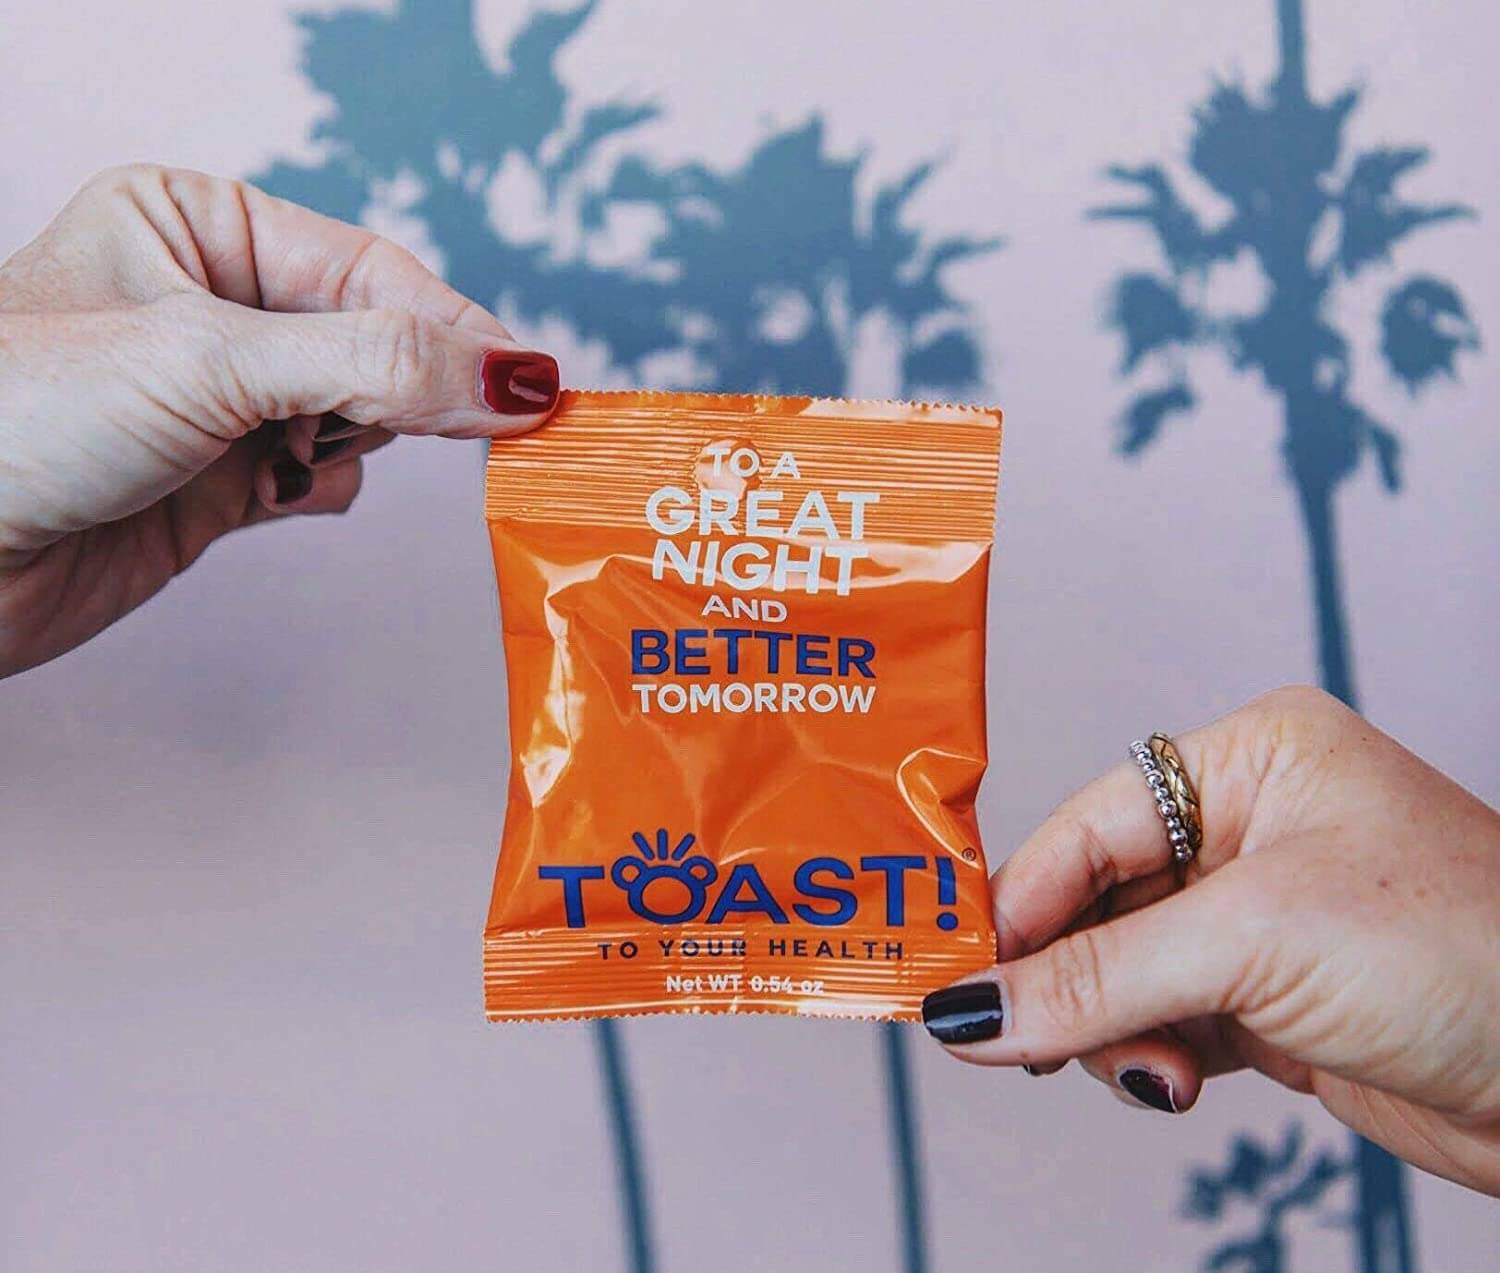 TO A
GREAT
NIGHT
AND
BETTER
TOMORROW
TOAST!®
TO YOUR HEALTH
Net WT 0.54 oz